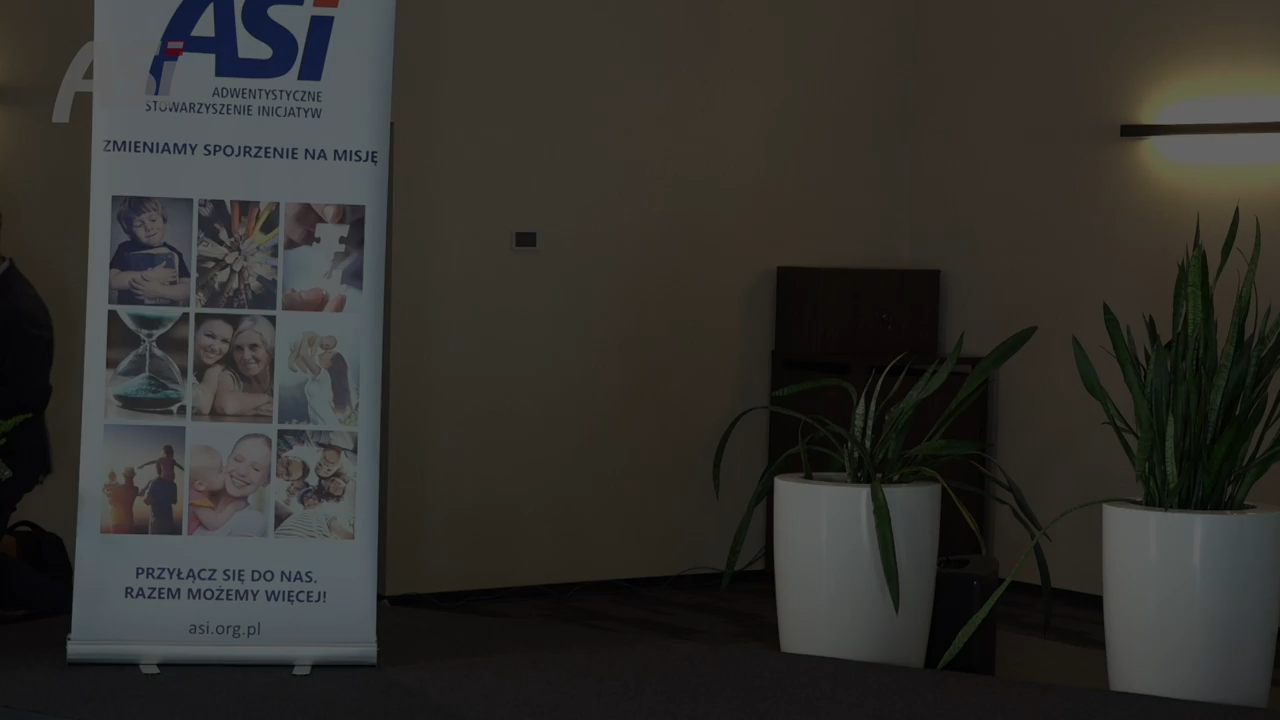 ASi
ADWENTYSTYCZNE
STOWARZYSZENIE INICJATYW
ZMIENIAMY SPOJRZENIE NA MISJĘ
PRZYŁĄCZ SIĘ DO NAS.
RAZEM MOŻEMY WIĘCEJ!
asi.org.pl